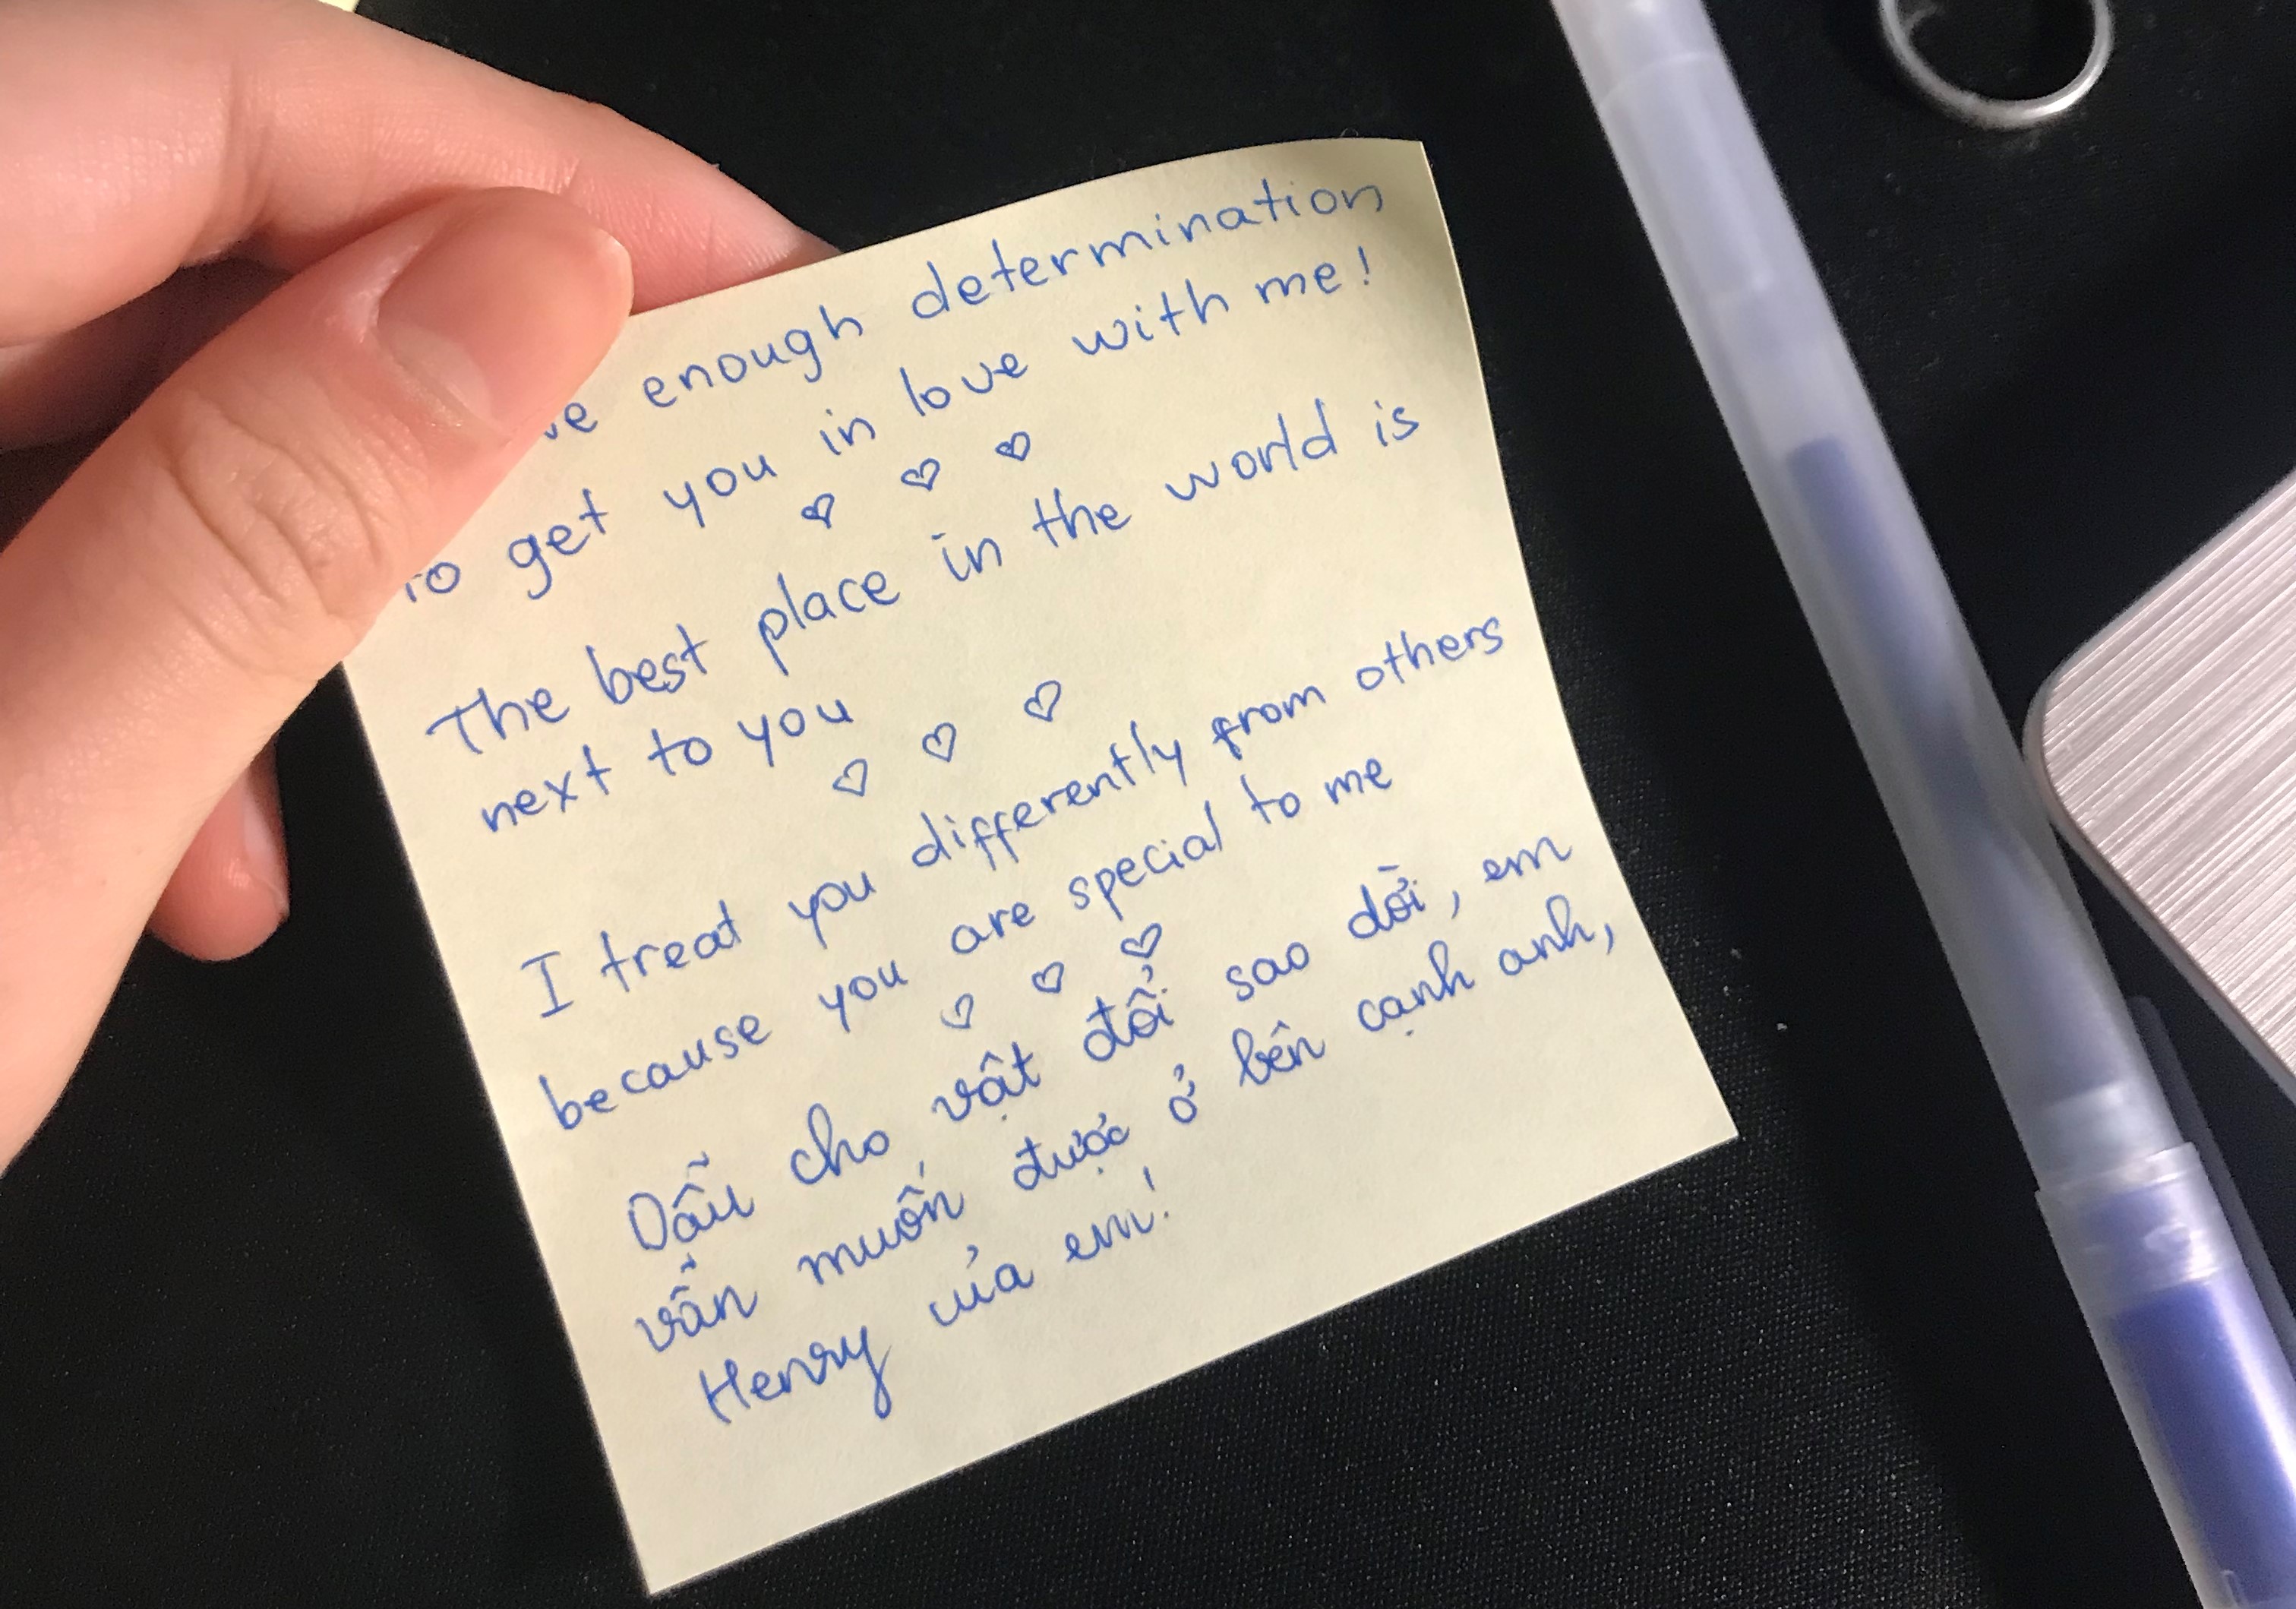 enough determination
to get you in love with me!
♡ ♡ ♡
The best place in the world is
next to you
♡ ♡ ♡
I treat you differently from others
because you are special to me
♡ ♡ ♡
Dẫu cho vật đổi sao dời, em
vẫn muốn được ở bên cạnh anh,
Henry của em!